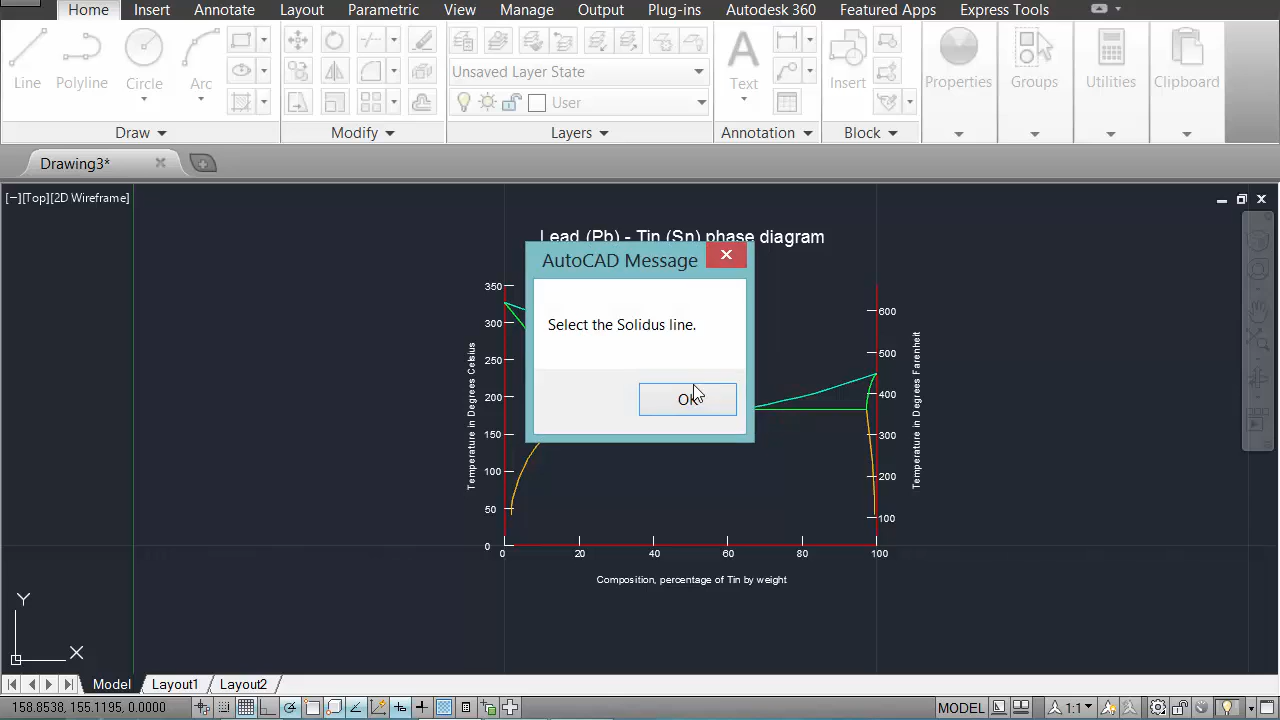 Home Insert Annotate Layout Parametric View Manage Output Plug-ins Autodesk 360 Featured Apps Express Tools
Unsaved Layer State
Line Polyline Circle Arc Text Insert Properties Groups Utilities Clipboard
User
Draw Modify Layers Annotation Block
Drawing3*
[−][Top][2D Wireframe]
Lead (Pb) - Tin (Sn) phase diagram
AutoCAD Message
Select the Solidus line.
OK
Temperature in Degrees Celsius
350
300
250
200
150
100
50
0
600
500
400
300
200
100
Temperature in Degrees Farenheit
0 20 40 60 80 100
Composition, percentage of Tin by weight
Y
X
Model Layout1 Layout2
158.8538, 155.1195, 0.0000 MODEL 1:1